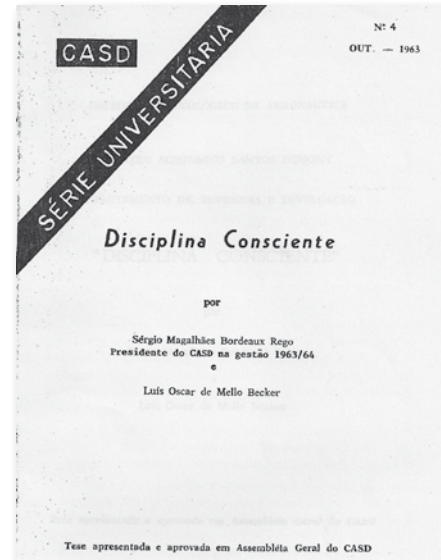 Nº 4
CASD
OUT. — 1963
SÉRIE UNIVERSITÁRIA
Disciplina Consciente
por
Sérgio Magalhães Bordeaux Rego
Presidente do CASD na gestão 1963/64
e
Luís Oscar de Mello Becker
Tese apresentada e aprovada em Assembléia Geral do CASD